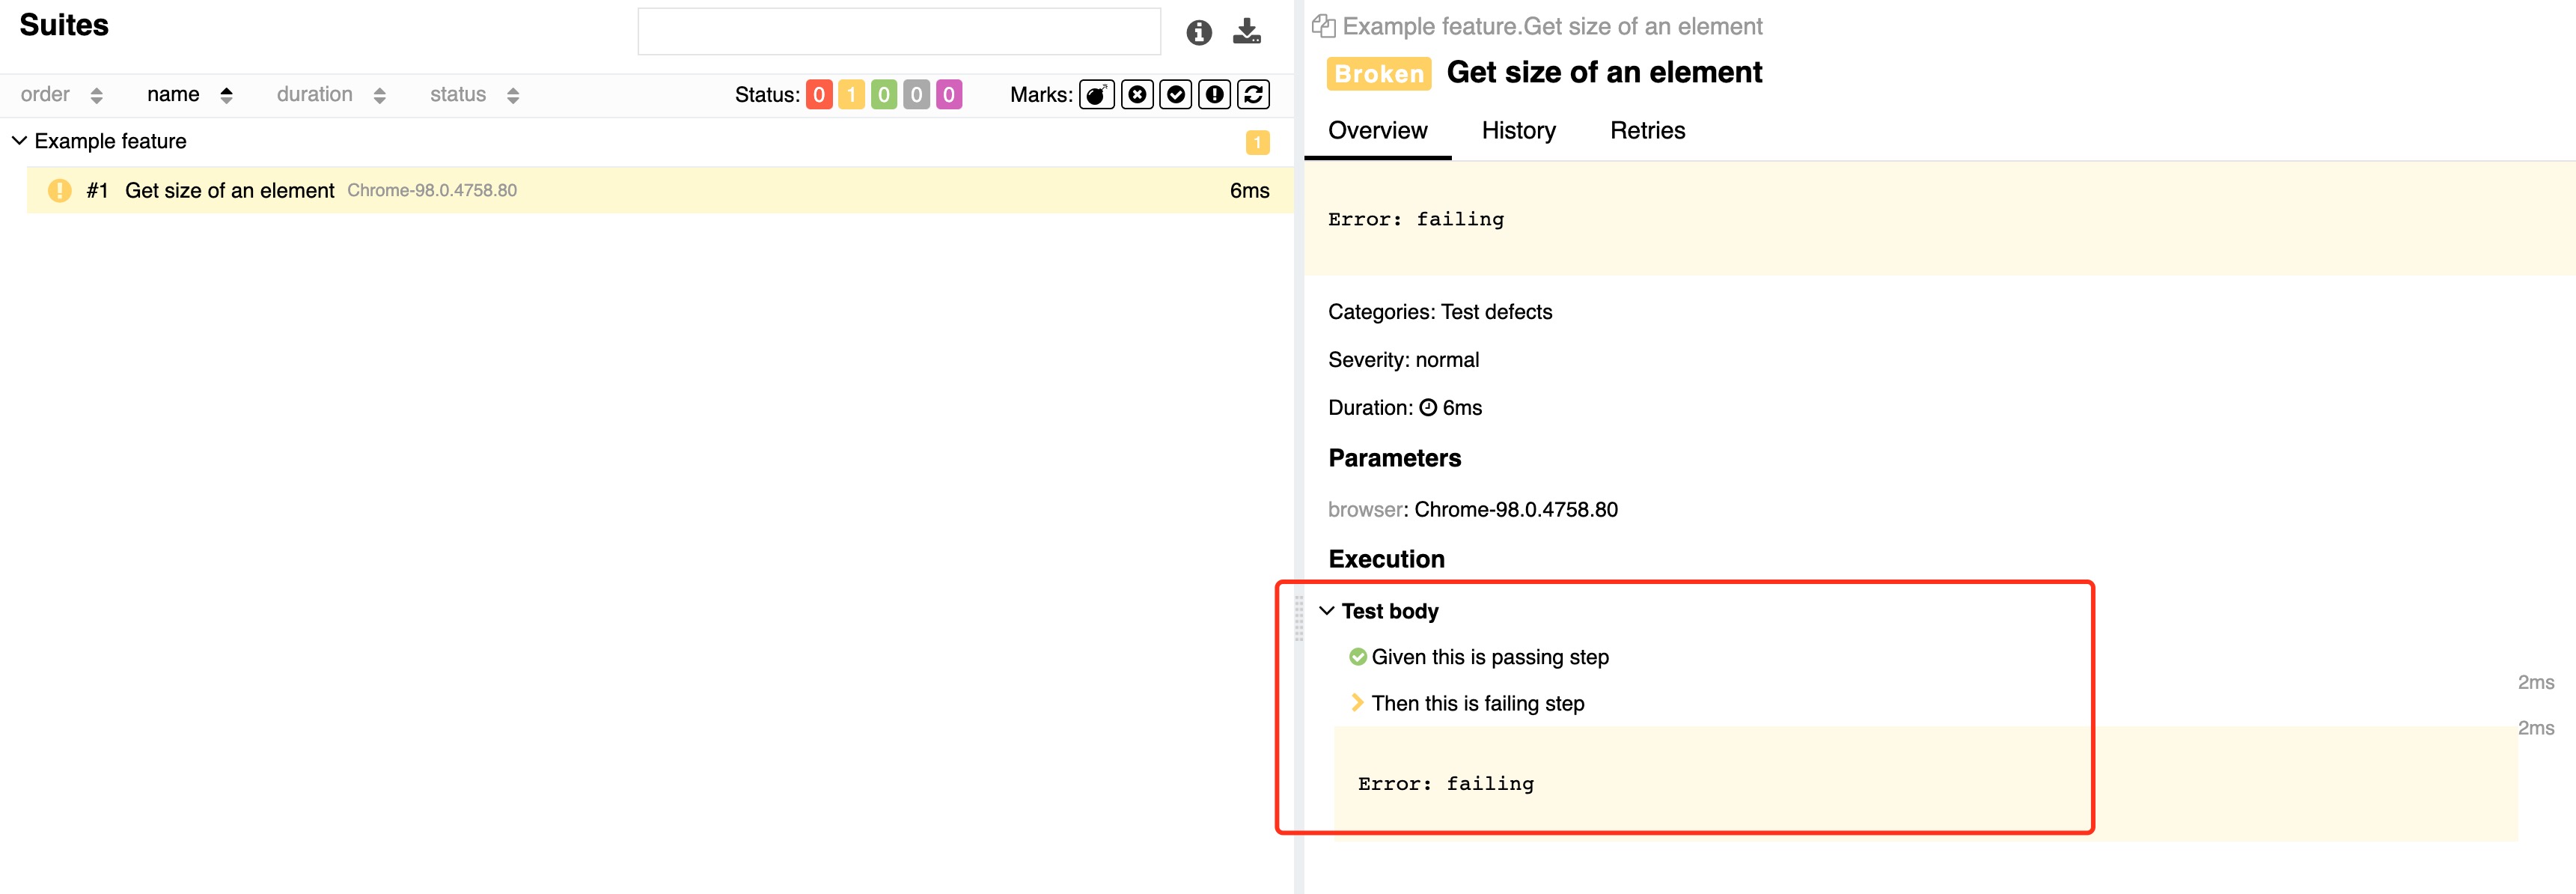 Suites
order name duration status Status: 0 1 0 0 0 Marks:
Example feature 1
#1 Get size of an element Chrome-98.0.4758.80 6ms
Example feature.Get size of an element
Broken Get size of an element
Overview History Retries
Error: failing
Categories: Test defects
Severity: normal
Duration: 6ms
Parameters
browser: Chrome-98.0.4758.80
Execution
Test body
Given this is passing step
2ms
Then this is failing step
2ms
Error: failing